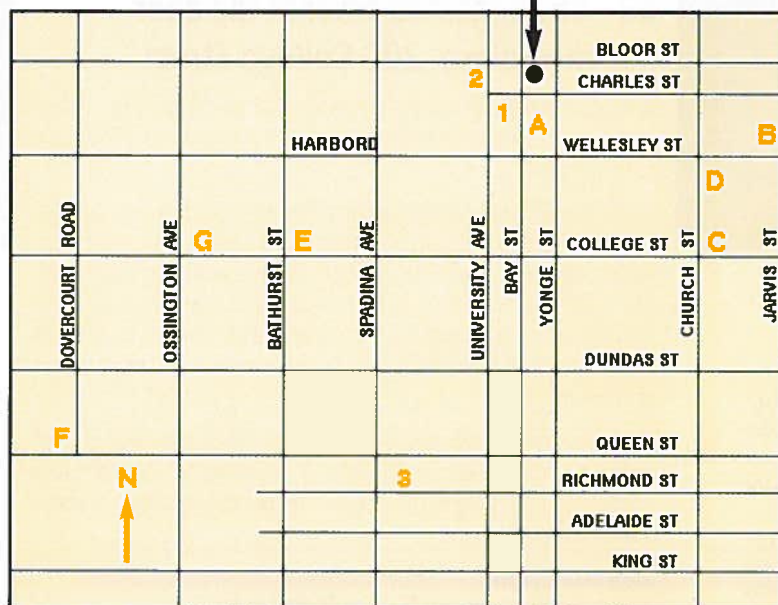 BLOOR ST
2
CHARLES ST
1
A
B
HARBORD
WELLESLEY ST
D
DOVERCOURT ROAD
OSSINGTON AVE
G
BATHURST ST
E
SPADINA AVE
UNIVERSITY AVE
BAY ST
YONGE ST
COLLEGE ST
CHURCH ST
C
JARVIS ST
DUNDAS ST
F
QUEEN ST
N
3
RICHMOND ST
ADELAIDE ST
KING ST